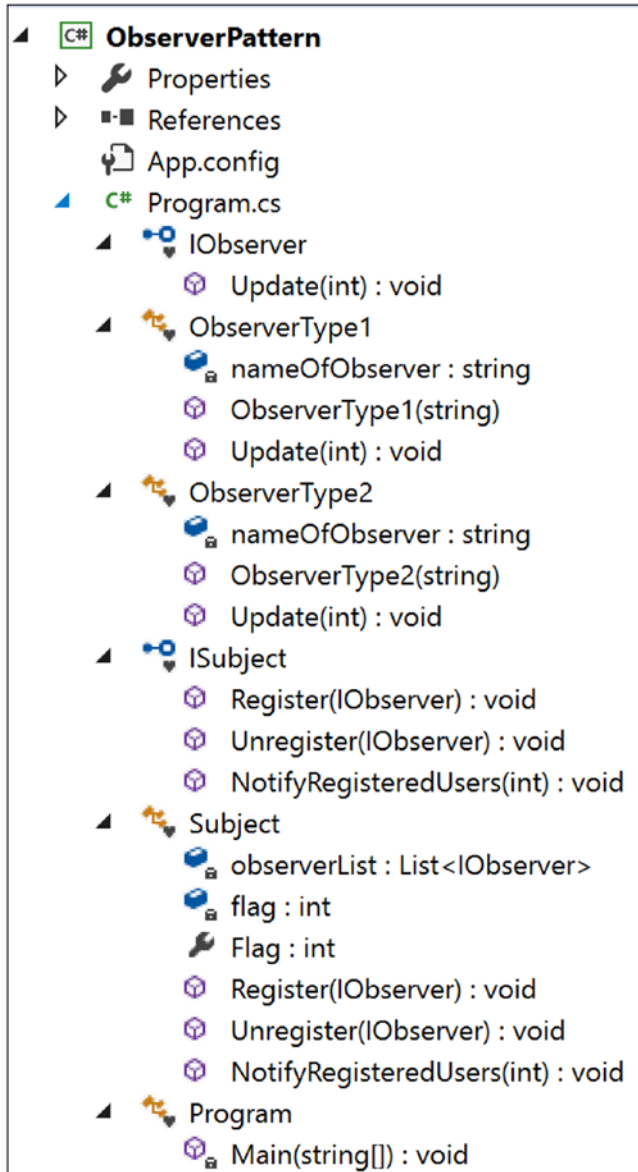 C# ObserverPattern
Properties
References
App.config
C# Program.cs
IObserver
Update(int) : void
ObserverType1
nameOfObserver : string
ObserverType1(string)
Update(int) : void
ObserverType2
nameOfObserver : string
ObserverType2(string)
Update(int) : void
ISubject
Register(IObserver) : void
Unregister(IObserver) : void
NotifyRegisteredUsers(int) : void
Subject
observerList : List<IObserver>
flag : int
Flag : int
Register(IObserver) : void
Unregister(IObserver) : void
NotifyRegisteredUsers(int) : void
Program
Main(string[]) : void